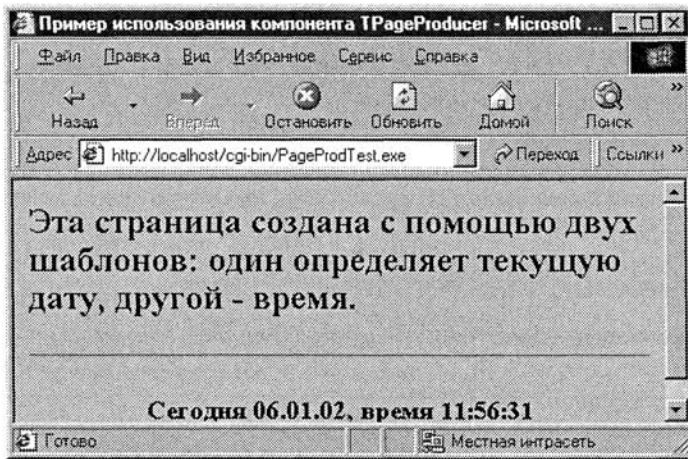 Пример использования компонента TPageProducer - Microsoft ...
Файл Правка Вид Избранное Сервис Справка
Назад Вперед Остановить Обновить Домой Поиск »
Адрес http://localhost/cgi-bin/PageProdTest.exe Переход Ссылки »
Эта страница создана с помощью двух
шаблонов: один определяет текущую
дату, другой - время.
Сегодня 06.01.02, время 11:56:31
Готово Местная интрасеть